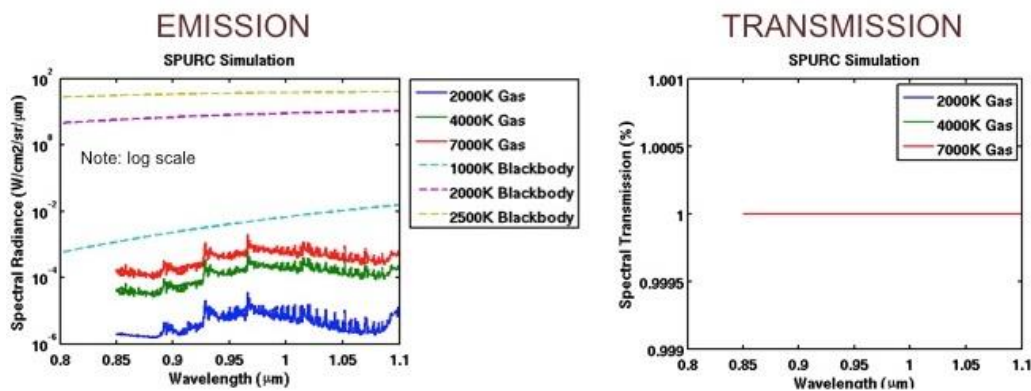 EMISSION
SPURC Simulation
10^2
10^0
10^-2
10^-4
10^-6
Spectral Radiance (W/cm2/sr/μm)
Note: log scale
0.8 0.85 0.9 0.95 1 1.05 1.1
Wavelength (μm)
2000K Gas
4000K Gas
7000K Gas
1000K Blackbody
2000K Blackbody
2500K Blackbody
TRANSMISSION
SPURC Simulation
1.001
1.0005
1
0.9995
0.999
Spectral Transmission (%)
2000K Gas
4000K Gas
7000K Gas
0.8 0.85 0.9 0.95 1 1.05 1.1
Wavelength (μm)